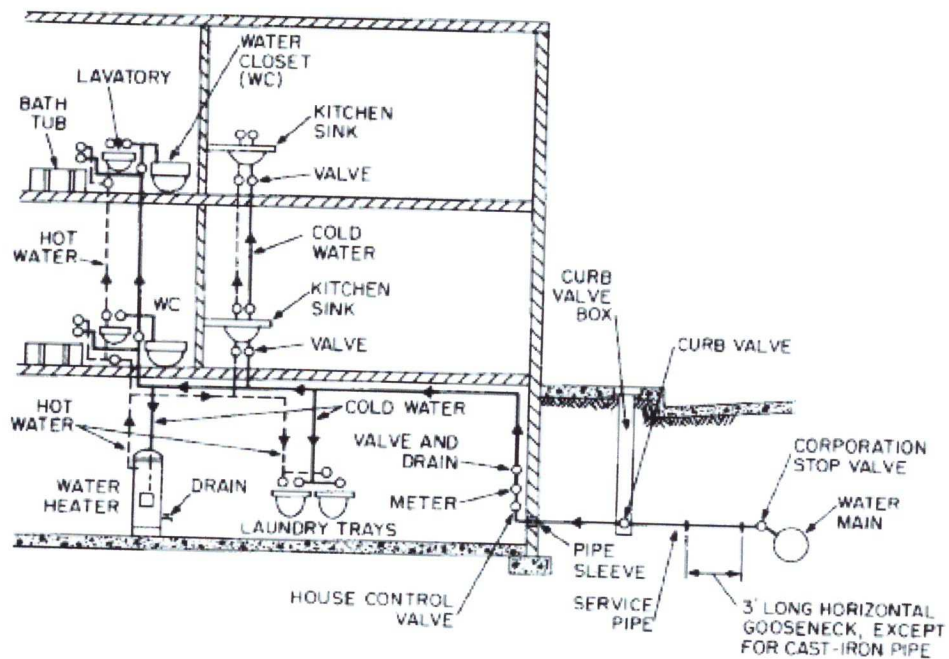 WATER
CLOSET
(WC)
LAVATORY
BATH
TUB
KITCHEN
SINK
VALVE
HOT
WATER
COLD
WATER
CURB
VALVE
BOX
WC
KITCHEN
SINK
VALVE
CURB VALVE
HOT
WATER
COLD WATER
VALVE AND
DRAIN
CORPORATION
STOP VALVE
WATER
HEATER
DRAIN
METER
WATER
MAIN
LAUNDRY TRAYS
PIPE
SLEEVE
HOUSE CONTROL
VALVE
SERVICE
PIPE
3' LONG HORIZONTAL
GOOSENECK, EXCEPT
FOR CAST-IRON PIPE